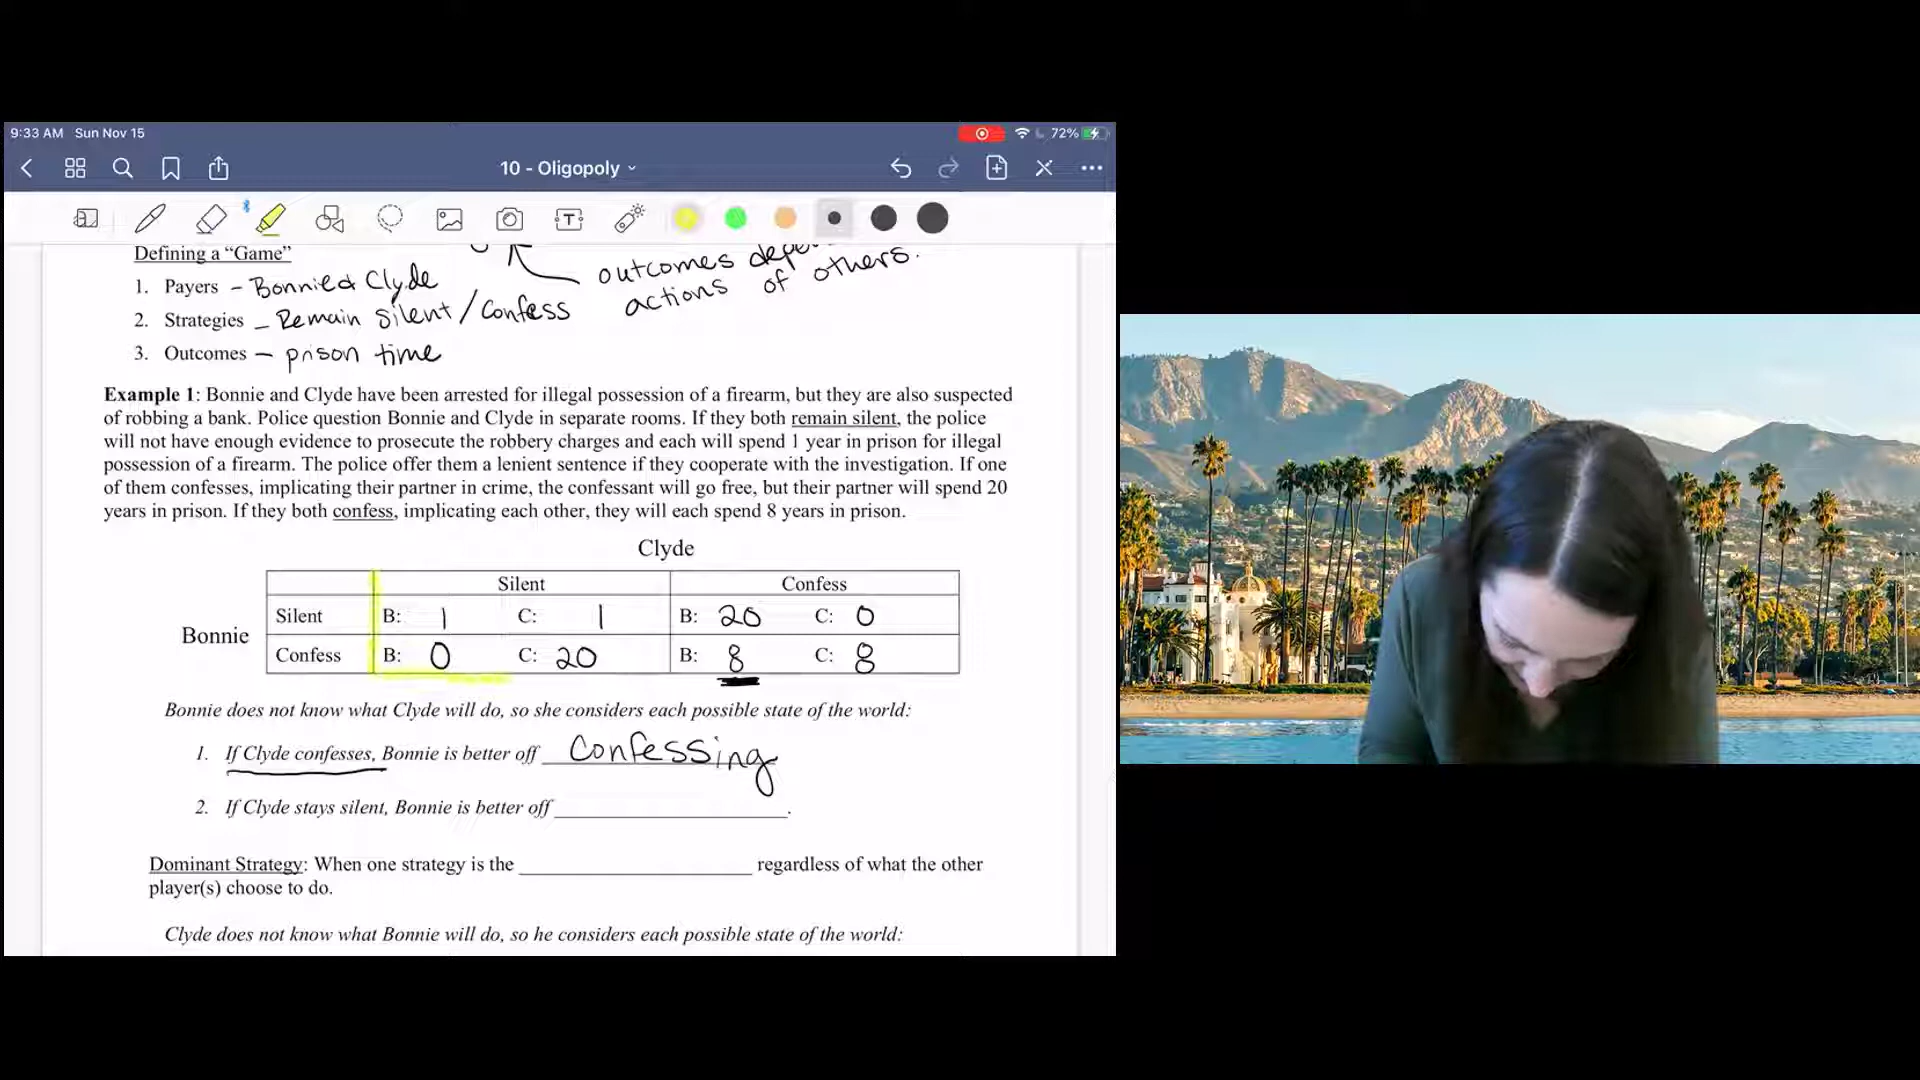 9:33 AM Sun Nov 15
72%
10 - Oligopoly
Defining a “Game”
outcomes
actions of others.
1. Payers - Bonnie & Clyde
2. Strategies - Remain Silent / Confess
3. Outcomes - prison time
Example 1: Bonnie and Clyde have been arrested for illegal possession of a firearm, but they are also suspected
of robbing a bank. Police question Bonnie and Clyde in separate rooms. If they both remain silent, the police
will not have enough evidence to prosecute the robbery charges and each will spend 1 year in prison for illegal
possession of a firearm. The police offer them a lenient sentence if they cooperate with the investigation. If one
of them confesses, implicating their partner in crime, the confessant will go free, but their partner will spend 20
years in prison. If they both confess, implicating each other, they will each spend 8 years in prison.
Clyde
Silent Confess
Silent B: 1 C: 1 B: 20 C: 0
Bonnie
Confess B: 0 C: 20 B: 8 C: 8
Bonnie does not know what Clyde will do, so she considers each possible state of the world:
1. If Clyde confesses, Bonnie is better off Confessing
2. If Clyde stays silent, Bonnie is better off ____________________.
Dominant Strategy: When one strategy is the ____________________ regardless of what the other
player(s) choose to do.
Clyde does not know what Bonnie will do, so he considers each possible state of the world: